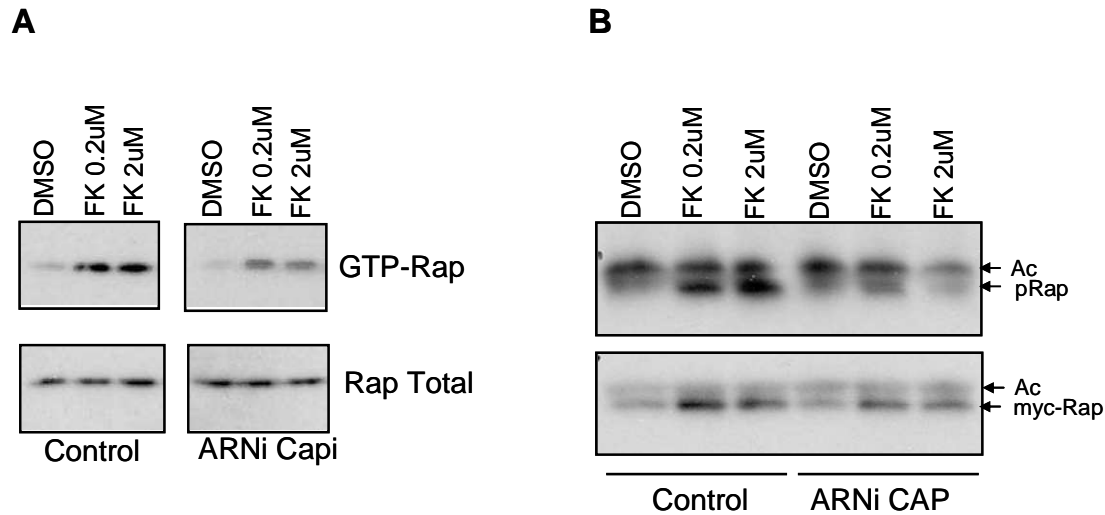 A
DMSO
FK 0.2uM
FK 2uM
DMSO
FK 0.2uM
FK 2uM
GTP-Rap
Rap Total
Control
ARNi Capi
B
DMSO
FK 0.2uM
FK 2uM
DMSO
FK 0.2uM
FK 2uM
Ac
pRap
Ac
myc-Rap
Control
ARNi CAP